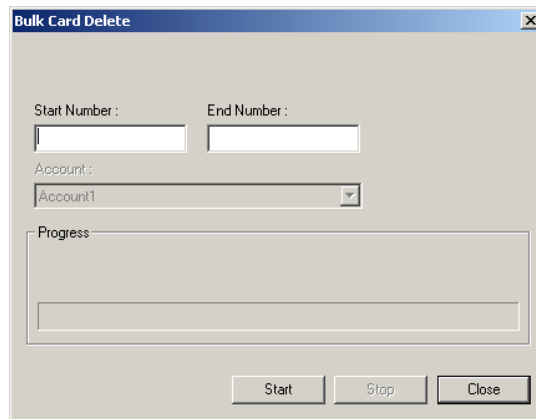 Bulk Card Delete
Start Number : End Number :
Account :
Account1
Progress
Start Stop Close